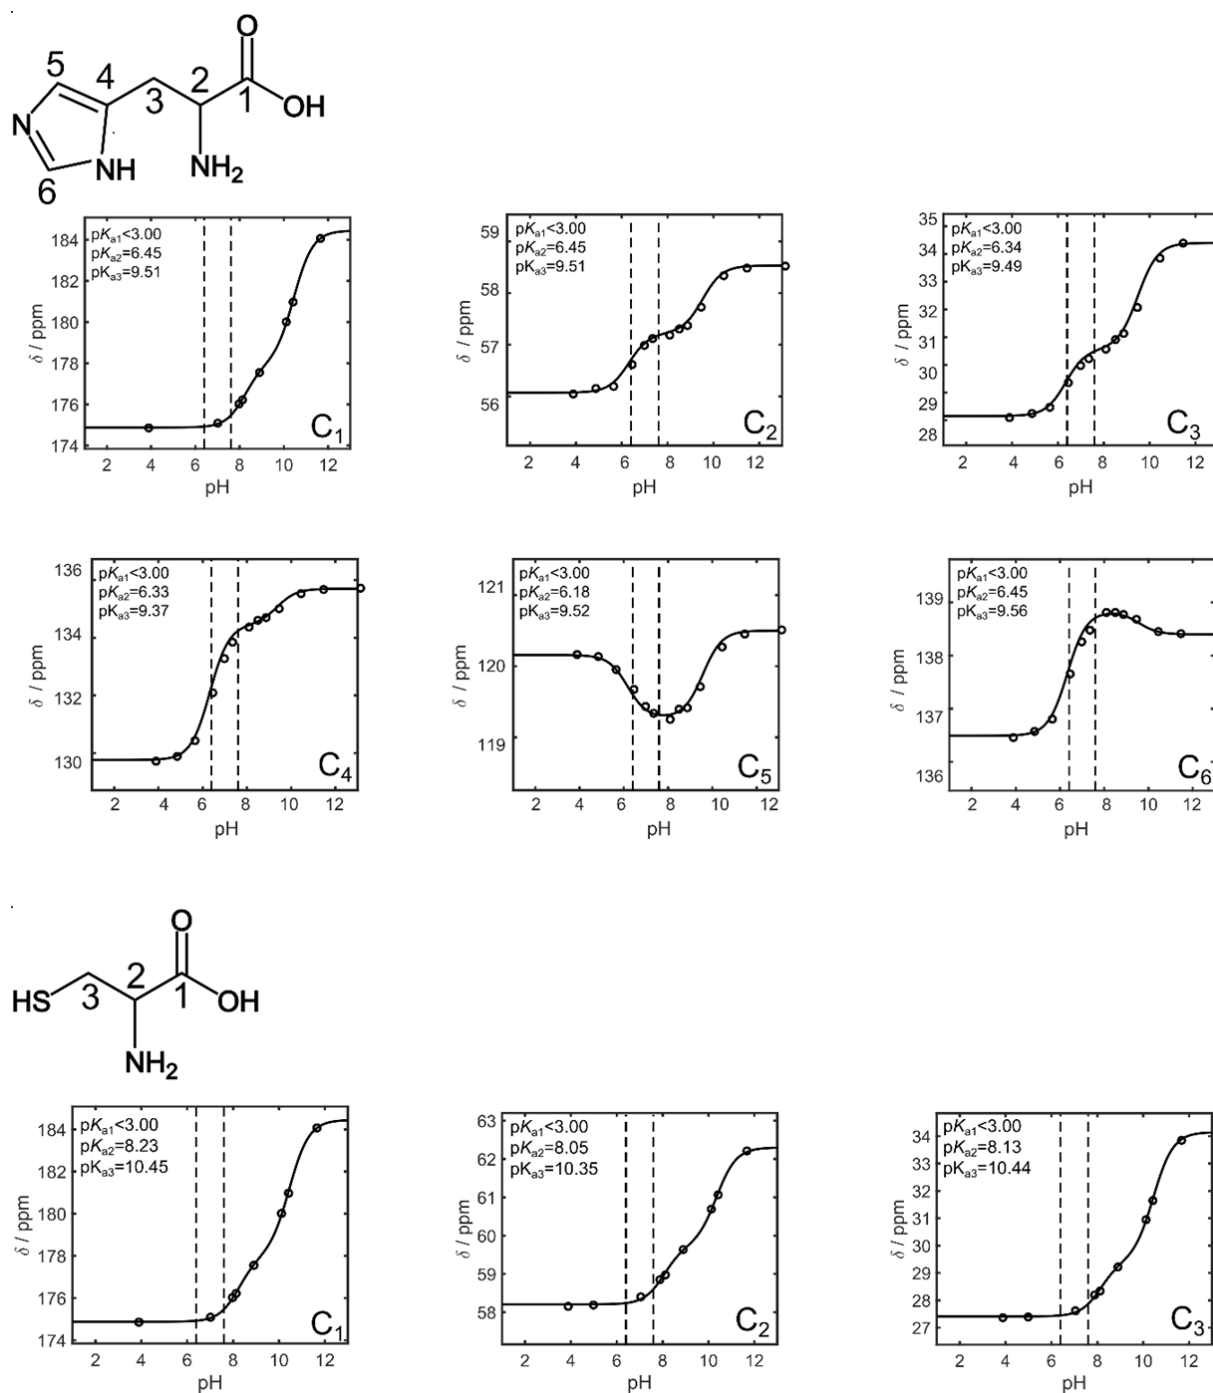 O
5
4
2
3
1
OH
N
NH
NH₂
6
pKa1<3.00
pKa2=6.45
pKa3=9.51
184
182
180
178
176
174
δ / ppm
2 4 6 8 10 12
pH
C₁
pKa1<3.00
pKa2=6.45
pKa3=9.51
59
58
57
56
δ / ppm
2 4 6 8 10 12
pH
C₂
pKa1<3.00
pKa2=6.34
pKa3=9.49
35
34
32
31
30
29
28
δ / ppm
2 4 6 8 10 12
pH
C₃
pKa1<3.00
pKa2=6.33
pKa3=9.37
136
134
132
130
δ / ppm
2 4 6 8 10 12
pH
C₄
pKa1<3.00
pKa2=6.18
pKa3=9.52
121
120
119
δ / ppm
2 4 6 8 10 12
pH
C₅
pKa1<3.00
pKa2=6.45
pKa3=9.56
139
138
137
136
δ / ppm
2 4 6 8 10 12
pH
C₆
O
HS
3
2
1
OH
NH₂
pKa1<3.00
pKa2=8.23
pKa3=10.45
184
182
180
178
176
174
δ / ppm
2 4 6 8 10 12
pH
C₁
pKa1<3.00
pKa2=8.05
pKa3=10.35
63
62
61
60
59
58
δ / ppm
2 4 6 8 10 12
pH
C₂
pKa1<3.00
pKa2=8.13
pKa3=10.44
34
33
32
31
30
29
28
27
δ / ppm
2 4 6 8 10 12
pH
C₃